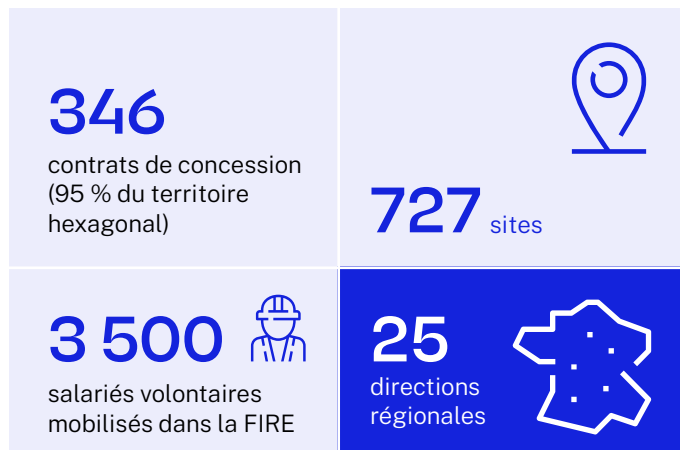 346
contrats de concession
(95 % du territoire
hexagonal)
727 sites
3 500
salariés volontaires
mobilisés dans la FIRE
25
directions
régionales